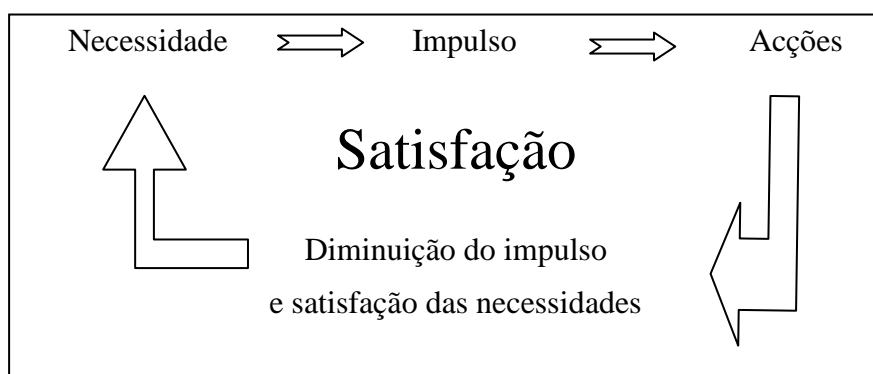 Necessidade Impulso Acções
Satisfação
Diminuição do impulso
e satisfação das necessidades